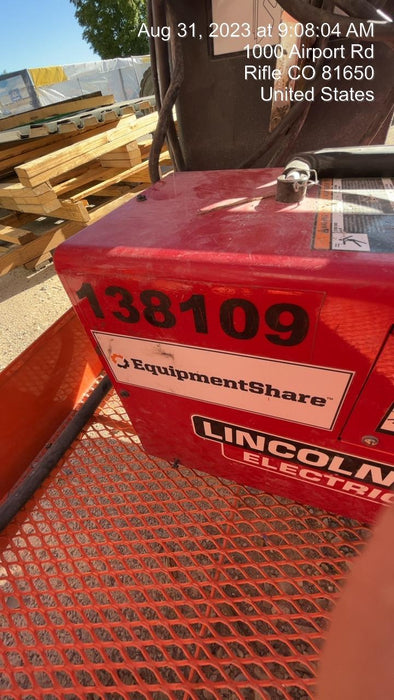 Aug 31, 2023 at 9:08:04 AM
1000 Airport Rd
Rifle CO 81650
United States
138109
EquipmentShare™
LINCOLN
ELECTRIC